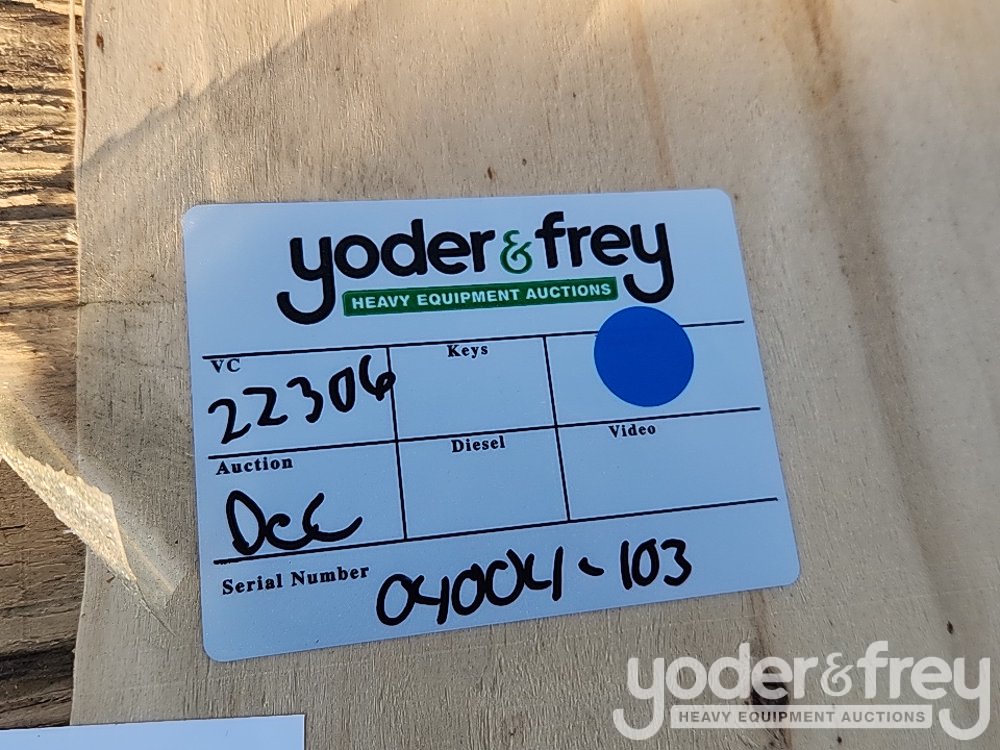 yoder & frey
HEAVY EQUIPMENT AUCTIONS
VC
Keys
22306
Auction
Diesel
Video
Dec
Serial Number
04004-103
yoder & frey
HEAVY EQUIPMENT AUCTIONS